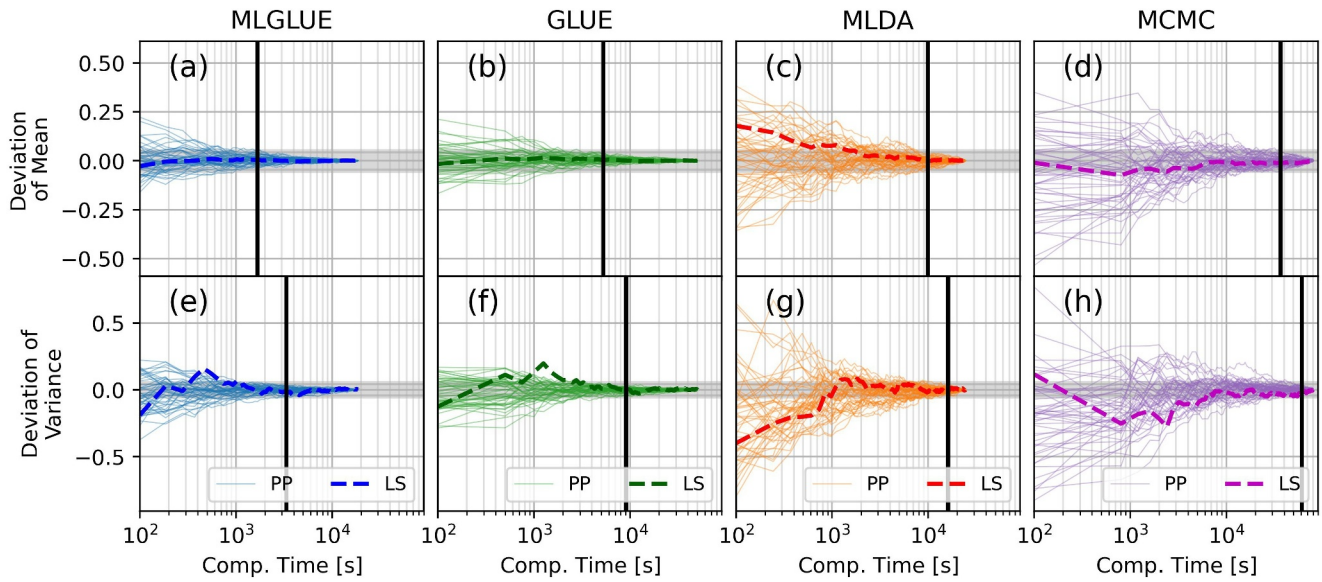 MLGLUE GLUE MLDA MCMC
Deviation
of Mean
0.50
0.25
0.00
−0.25
−0.50
(a) (b) (c) (d)
Deviation of
Variance
0.5
0.0
−0.5
(e) (f) (g) (h)
PP LS PP LS PP LS PP LS
10² 10³ 10⁴ 10² 10³ 10⁴ 10² 10³ 10⁴ 10² 10³ 10⁴
Comp. Time [s] Comp. Time [s] Comp. Time [s] Comp. Time [s]